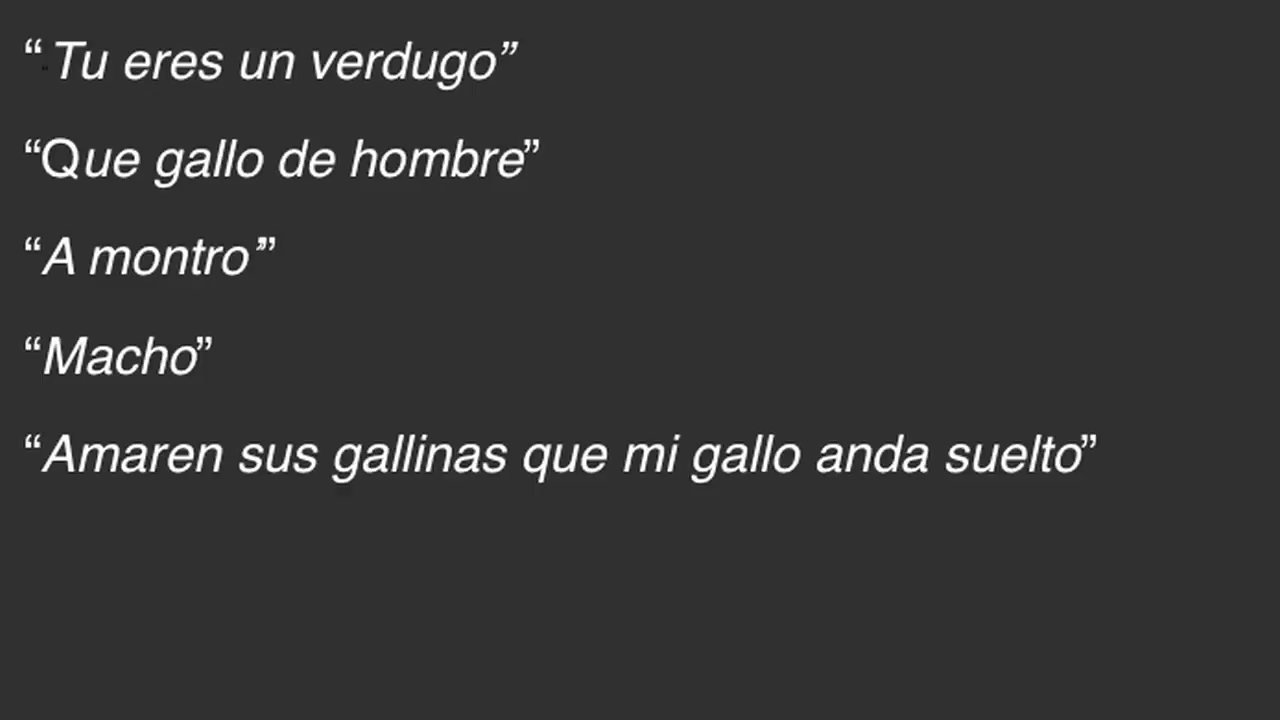 “ Tu eres un verdugo”
“Que gallo de hombre”
“A montro’”
“Macho”
“Amaren sus gallinas que mi gallo anda suelto”